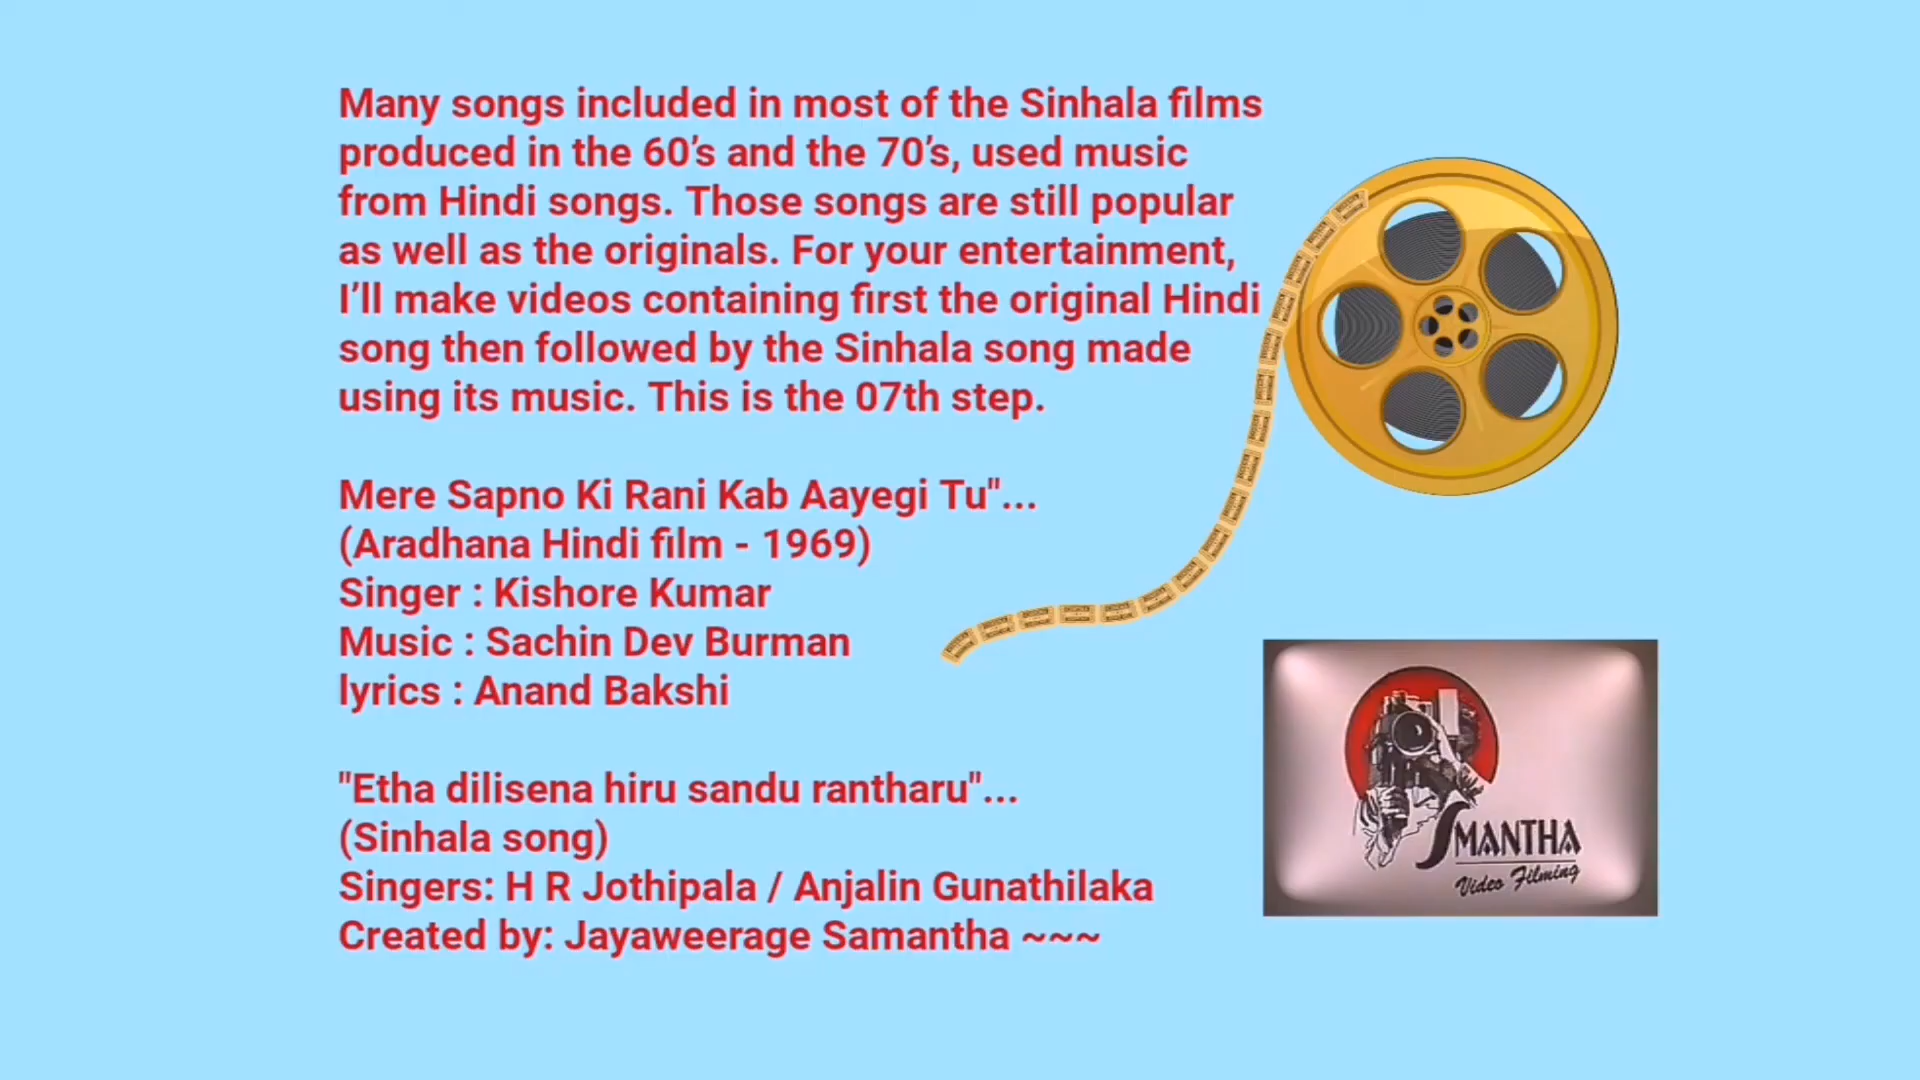 Many songs included in most of the Sinhala films
produced in the 60’s and the 70’s, used music
from Hindi songs. Those songs are still popular
as well as the originals. For your entertainment,
I’ll make videos containing first the original Hindi
song then followed by the Sinhala song made
using its music. This is the 07th step.
Mere Sapno Ki Rani Kab Aayegi Tu"...
(Aradhana Hindi film - 1969)
Singer : Kishore Kumar
Music : Sachin Dev Burman
lyrics : Anand Bakshi
"Etha dilisena hiru sandu rantharu"...
(Sinhala song)
Singers: H R Jothipala / Anjalin Gunathilaka
Created by: Jayaweerage Samantha ~~~
SMANTHA
Video Filming